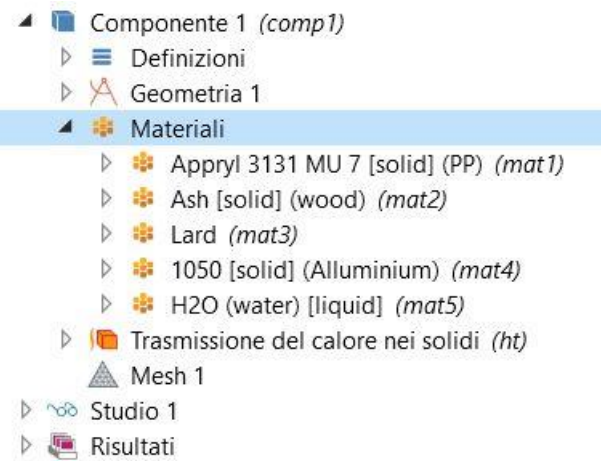 Componente 1 (comp1)
Definizioni
Geometria 1
Materiali
Appryl 3131 MU 7 [solid] (PP) (mat1)
Ash [solid] (wood) (mat2)
Lard (mat3)
1050 [solid] (Alluminium) (mat4)
H2O (water) [liquid] (mat5)
Trasmissione del calore nei solidi (ht)
Mesh 1
Studio 1
Risultati